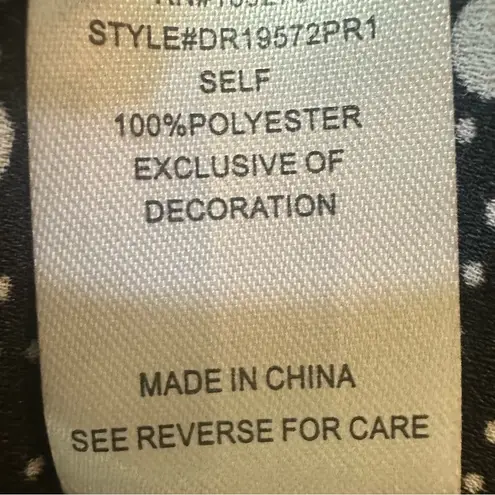 STYLE#DR19572PR1
SELF
100%POLYESTER
EXCLUSIVE OF
DECORATION
MADE IN CHINA
SEE REVERSE FOR CARE